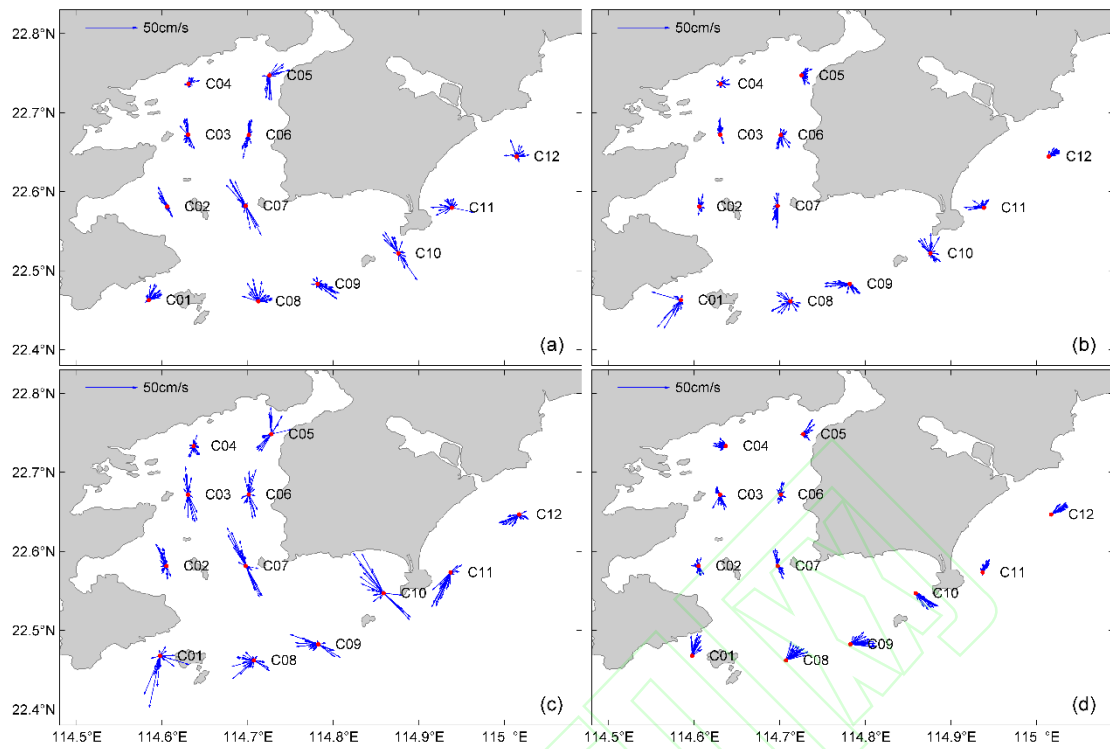 50cm/s
50cm/s
22.8°N
C05
C05
C04
C04
22.7°N
C03
C06
C03
C06
C12
C12
22.6°N
C02
C07
C11
C02
C07
C11
C10
C10
22.5°N
C09
C09
C01
C08
C01
C08
22.4°N
(a)
(b)
50cm/s
50cm/s
22.8°N
C05
C05
C04
C04
22.7°N
C03
C06
C03
C06
C12
C12
22.6°N
C02
C07
C11
C02
C07
C11
C10
C10
22.5°N
C09
C09
C01
C08
C01
C08
22.4°N
(c)
(d)
114.5°E 114.6°E 114.7°E 114.8°E 114.9°E 115°E 114.5°E 114.6°E 114.7°E 114.8°E 114.9°E 115°E